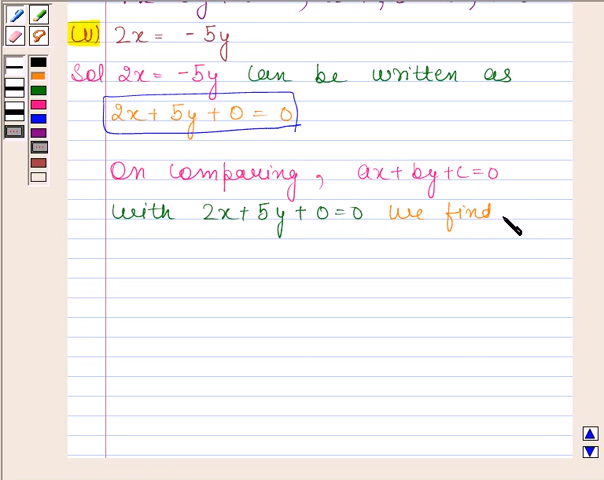 (v) 2x = -5y
Sol 2x = -5y can be written as
2x + 5y + 0 = 0
On comparing, ax + by + c = 0
with 2x + 5y + 0 = 0 we find